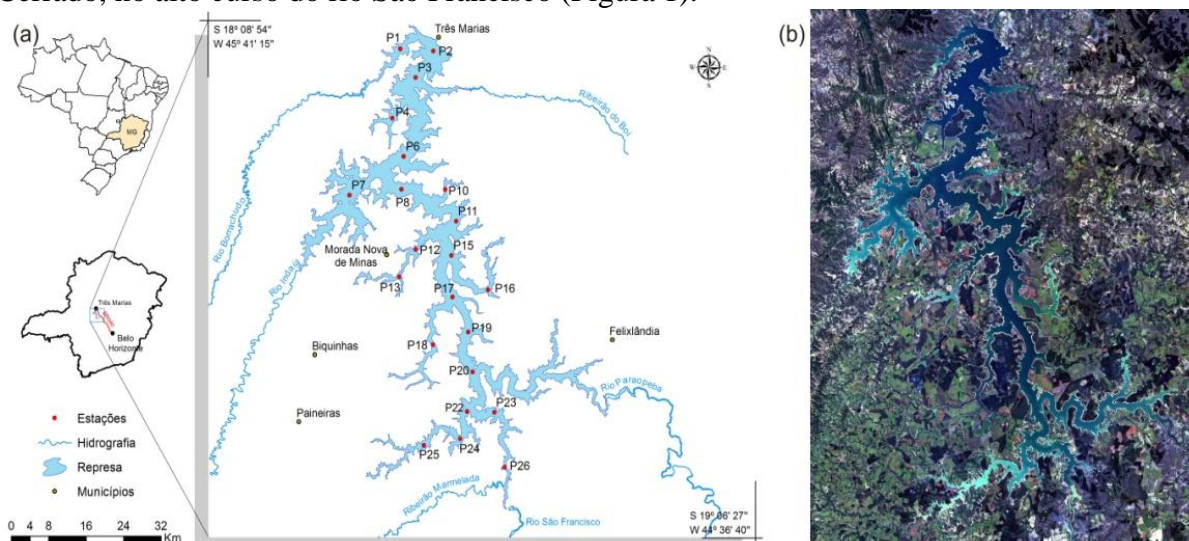 Cerrado, no alto curso do rio São Francisco (Figura 1).
(a)
S 18º 08' 54"
W 45º 41' 15"
Três Marias
(b)
P1
P2
P3
N
W
E
S
P4
Ribeirão do Boi
MG
P6
P7
P8
P10
P11
Rio Borrachudo
Morada Nova
de Minas
P12
P15
Rio Indaiá
P13
P16
P17
Três Marias
Belo
Horizonte
P18
P19
Felixlândia
Biquinhas
P20
Rio Paraopeba
Estações
Paineiras
P22
P23
Hidrografia
P24
P25
Represa
P26
Ribeirão Marmelada
Municípios
S 19º 06' 27"
W 44º 36' 40"
Rio São Francisco
0 4 8 16 24 32
Km